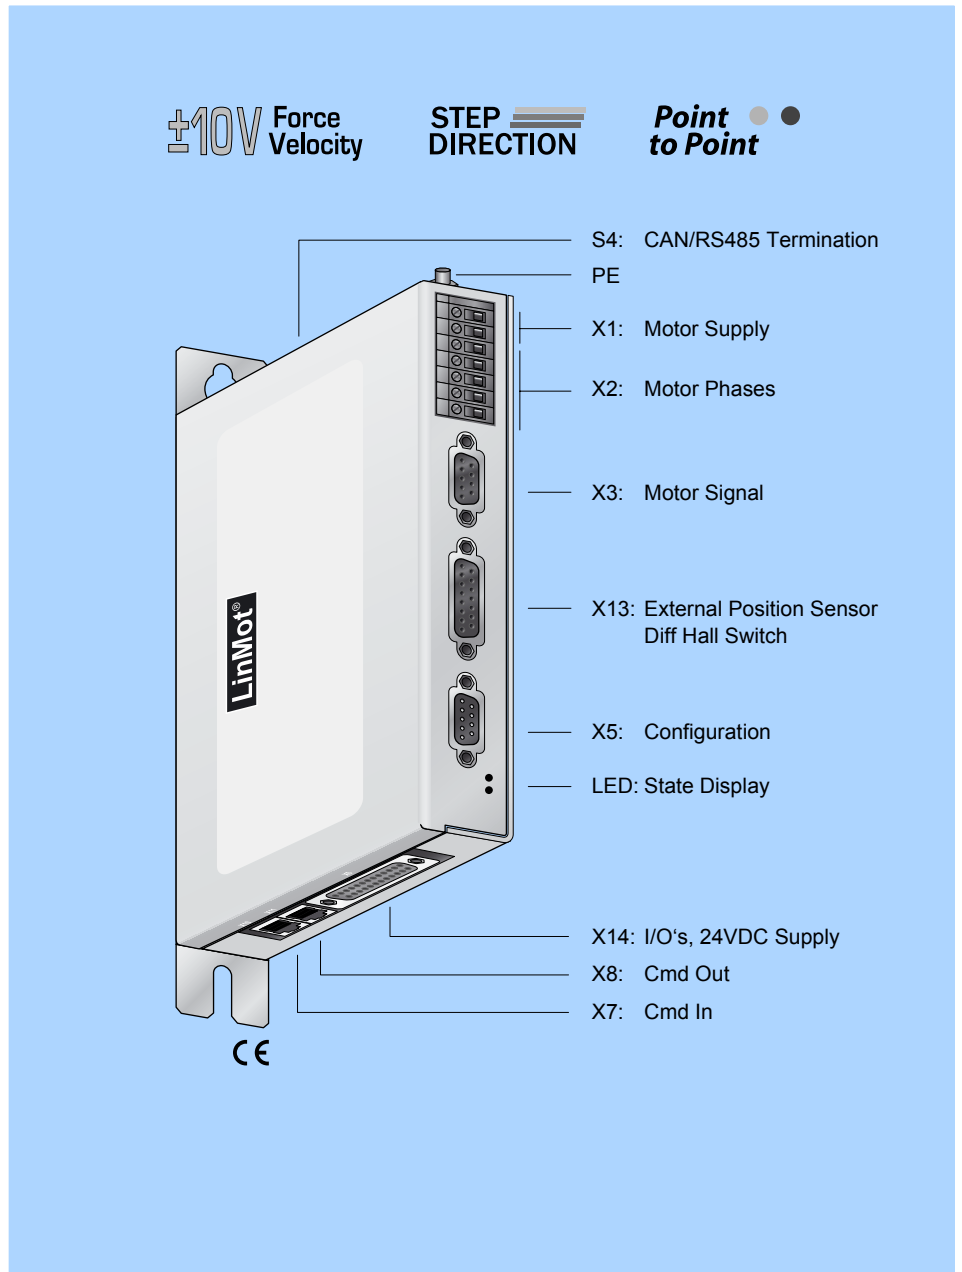 ±10V Force Velocity
STEP DIRECTION
Point to Point
S4: CAN/RS485 Termination
PE
X1: Motor Supply
X2: Motor Phases
X3: Motor Signal
X13: External Position Sensor
Diff Hall Switch
X5: Configuration
LED: State Display
X14: I/O‘s, 24VDC Supply
X8: Cmd Out
X7: Cmd In
LinMot®
CE